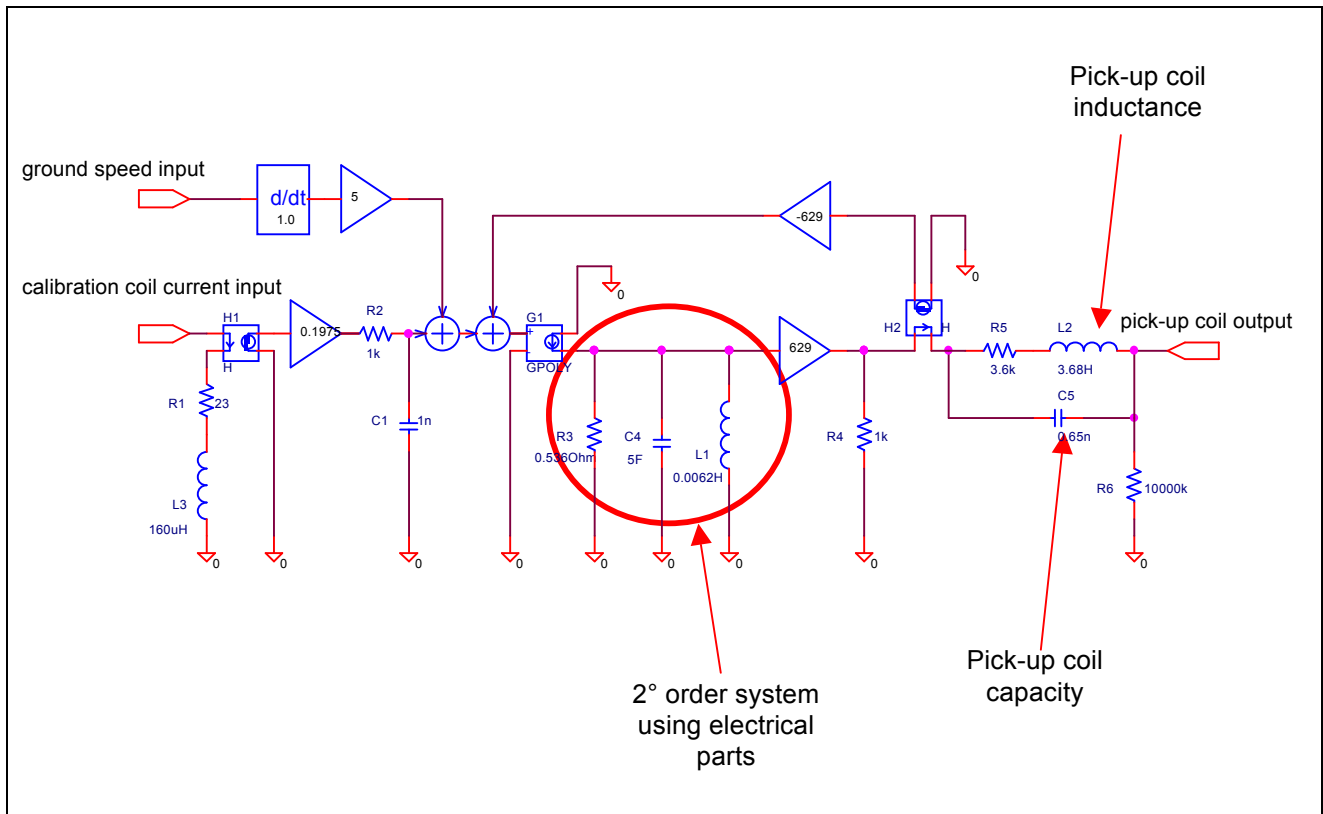 Pick-up coil
inductance
ground speed input
d/dt
1.0
5
-629
0
calibration coil current input
H1
H
0.1975
R2
1k
G1
GPOLY
0
H2
H
R5
3.6k
L2
3.68H
pick-up coil output
629
R1
23
C1
1n
R3
0.536Ohm
C4
5F
L1
0.0062H
R4
1k
C5
0.65n
R6
10000k
L3
160uH
0
0
0
0
0
0
0
0
0
Pick-up coil
capacity
2° order system
using electrical
parts